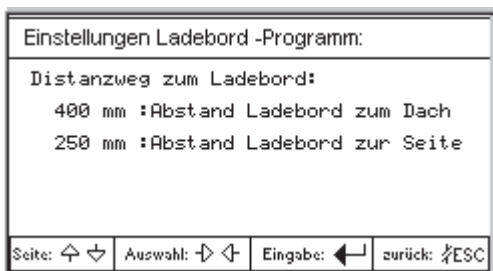 Einstellungen Ladebord -Programm:
Distanzweg zum Ladebord:
400 mm :Abstand Ladebord zum Dach
250 mm :Abstand Ladebord zur Seite
Seite: Auswahl: Eingabe: zurück: ESC